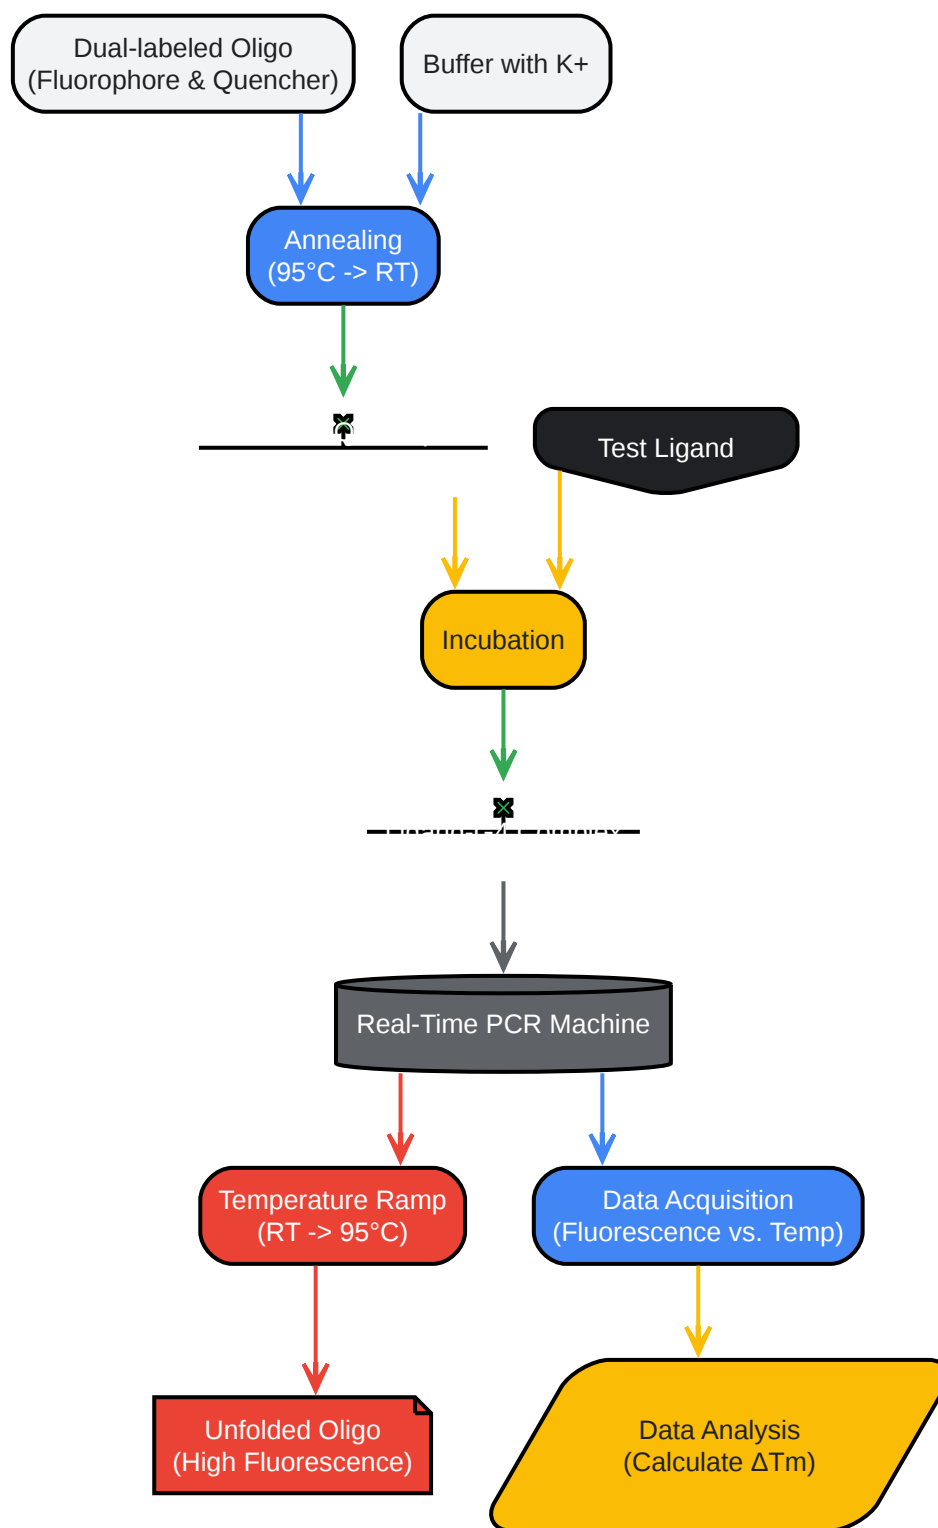 Dual-labeled Oligo
(Fluorophore & Quencher)
Buffer with K+
Annealing
(95°C -> RT)
Test Ligand
Incubation
Real-Time PCR Machine
Temperature Ramp
(RT -> 95°C)
Data Acquisition
(Fluorescence vs. Temp)
Unfolded Oligo
(High Fluorescence)
Data Analysis
(Calculate ΔTm)